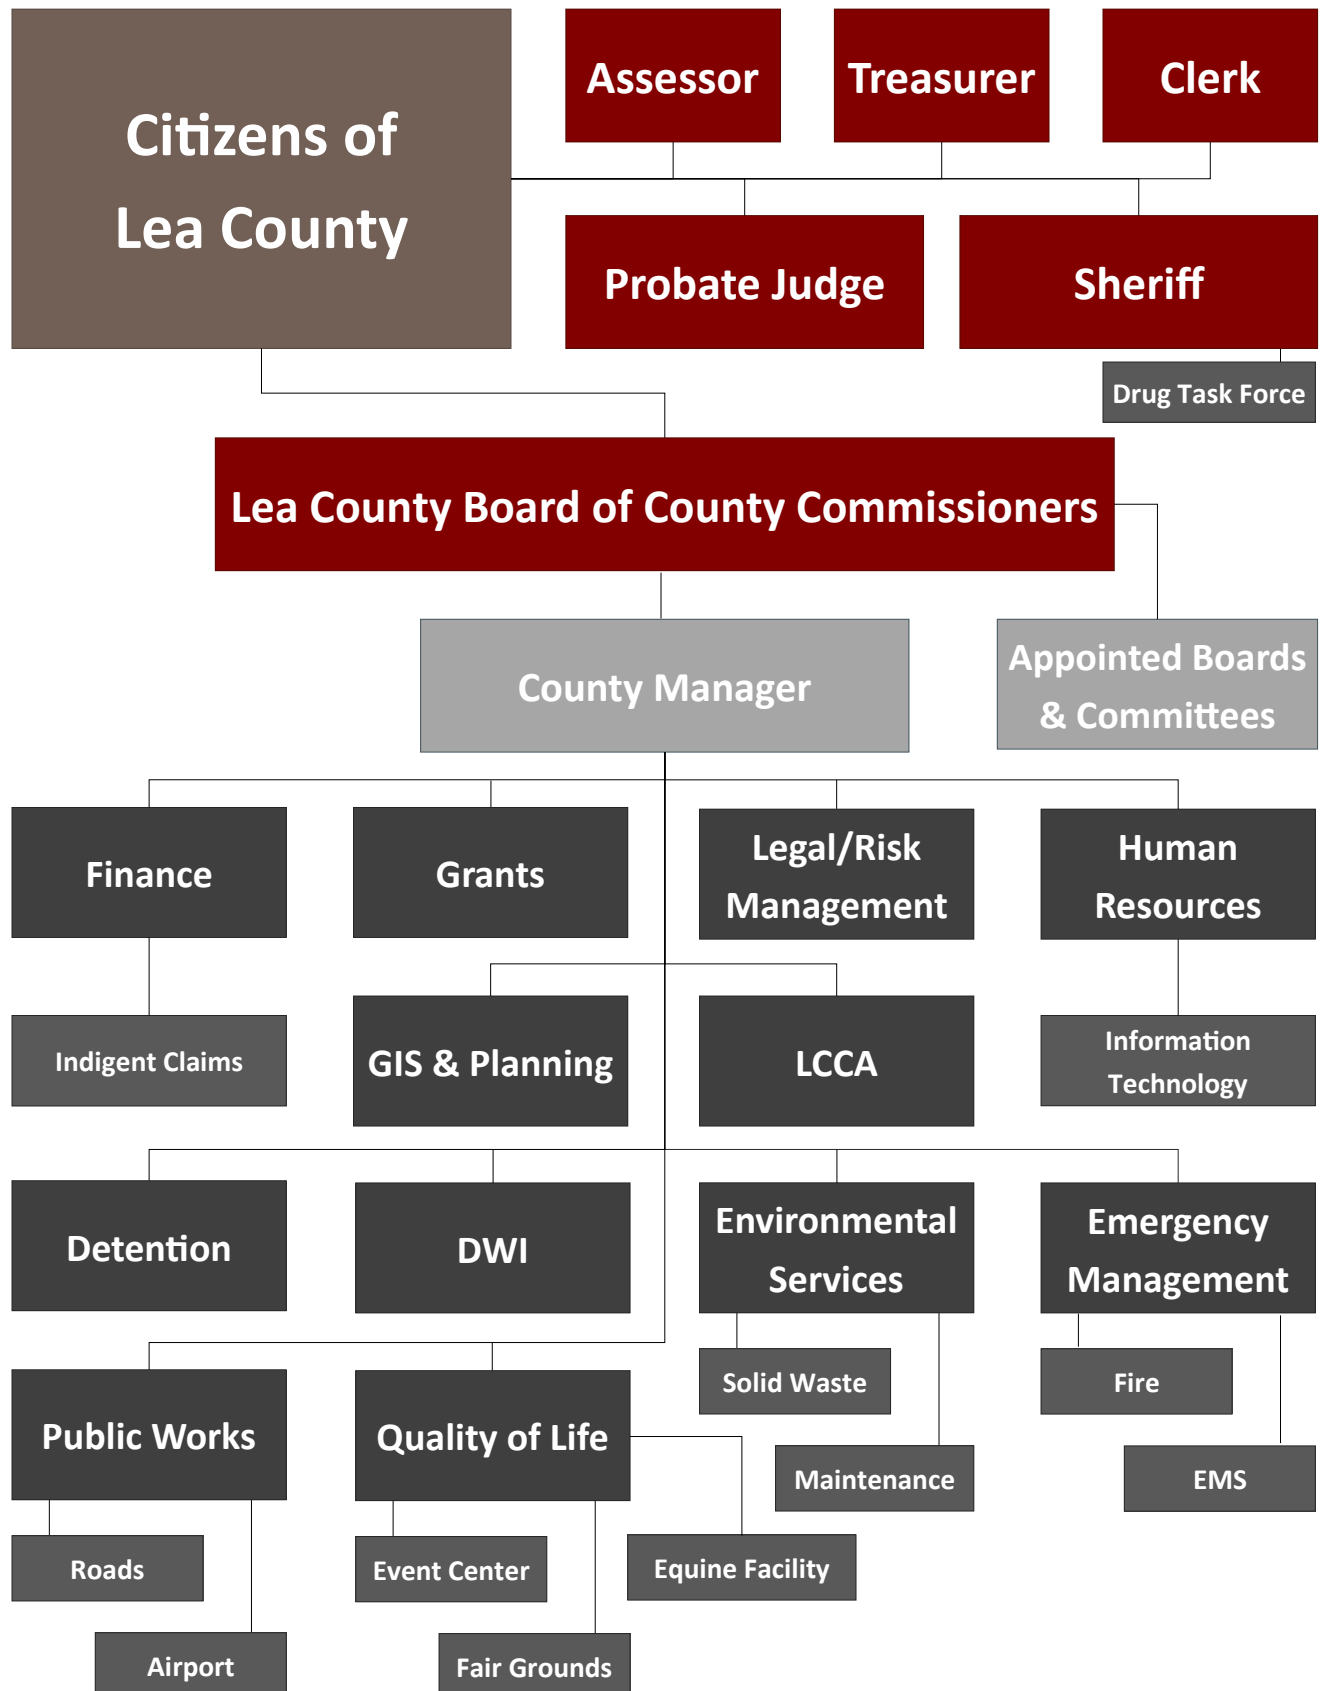 Citizens of
Lea County
Assessor
Treasurer
Clerk
Probate Judge
Sheriff
Drug Task Force
Lea County Board of County Commissioners
County Manager
Appointed Boards
& Committees
Finance
Grants
Legal/Risk
Management
Human
Resources
Indigent Claims
GIS & Planning
LCCA
Information
Technology
Detention
DWI
Environmental
Services
Emergency
Management
Solid Waste
Fire
Public Works
Quality of Life
Maintenance
EMS
Roads
Event Center
Equine Facility
Airport
Fair Grounds